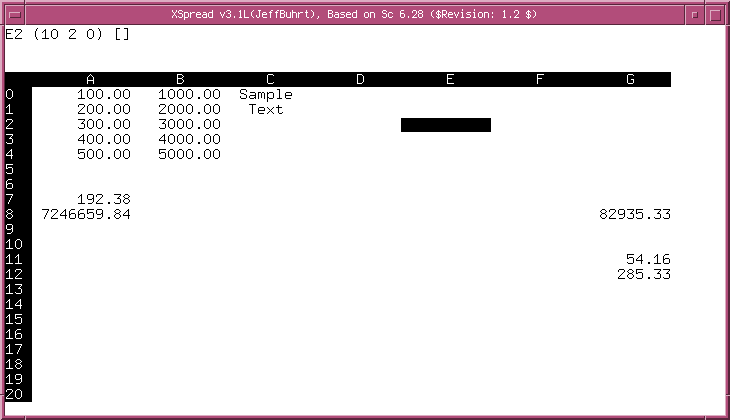 XSpread v3.1L(JeffBuhrt), Based on Sc 6.28 ($Revision: 1.2 $)
E2 (10 2 0) []
A B C D E F G
0 100.00 1000.00 Sample
1 200.00 2000.00 Text
2 300.00 3000.00
3 400.00 4000.00
4 500.00 5000.00
5
6
7 192.38
8 7246659.84 82935.33
9
10
11 54.16
12 285.33
13
14
15
16
17
18
19
20